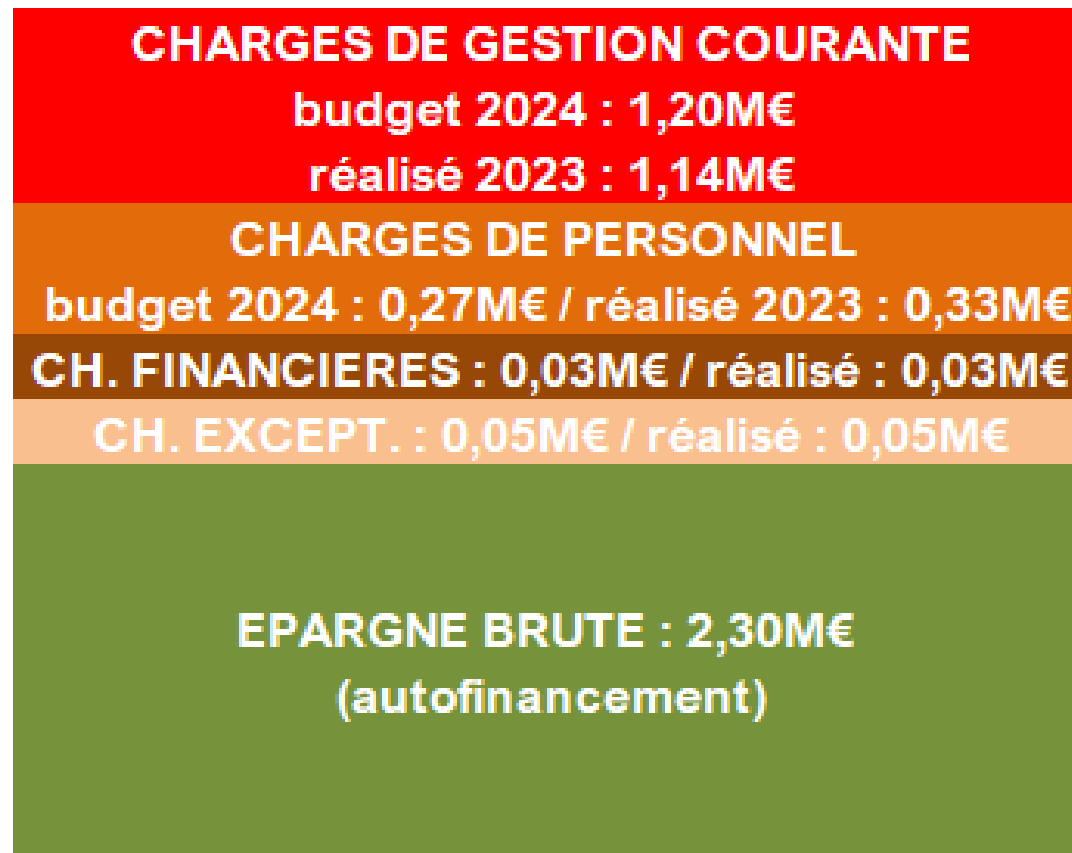 CHARGES DE GESTION COURANTE
budget 2024 : 1,20M€
réalisé 2023 : 1,14M€
CHARGES DE PERSONNEL
budget 2024 : 0,27M€ / réalisé 2023 : 0,33M€
CH. FINANCIERES : 0,03M€ / réalisé : 0,03M€
CH. EXCEPT. : 0,05M€ / réalisé : 0,05M€
EPARGNE BRUTE : 2,30M€
(autofinancement)